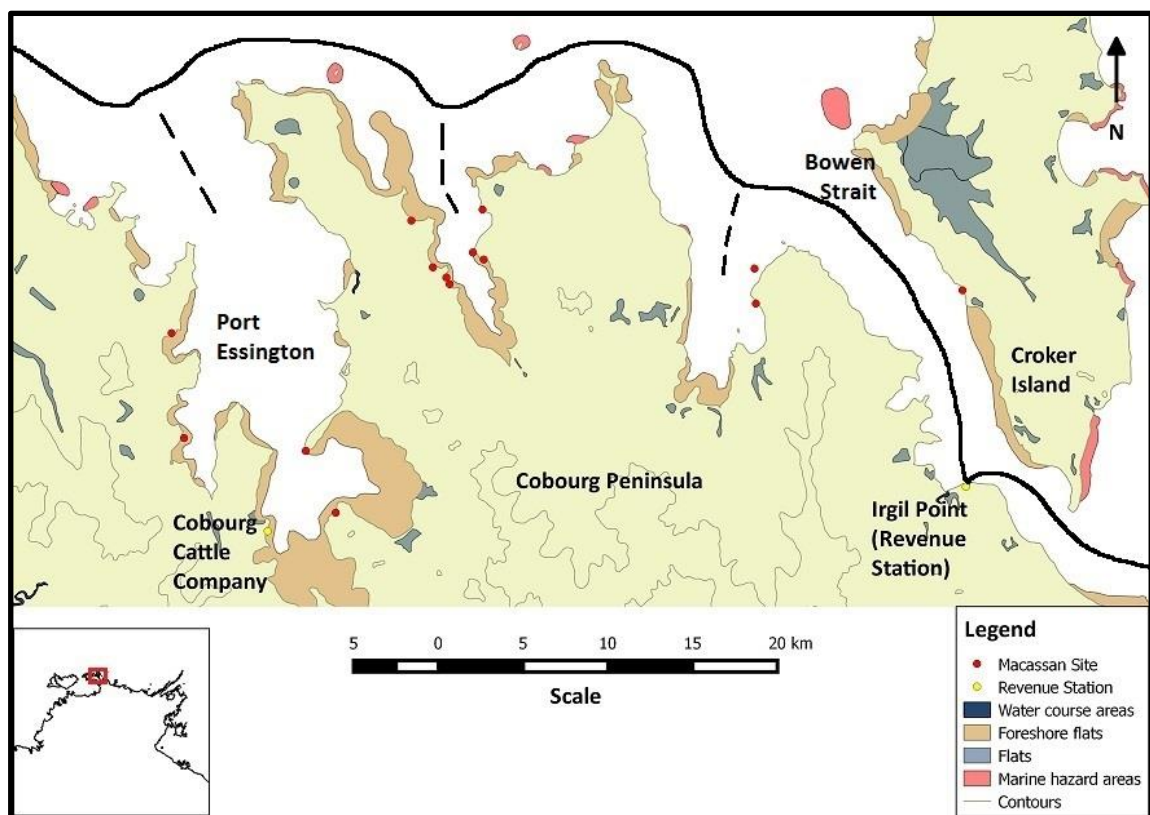 N
Bowen
Strait
Port
Essington
Croker
Island
Cobourg Peninsula
Cobourg
Cattle
Company
Irgil Point
(Revenue
Station)
5 0 5 10 15 20 km
Scale
Legend
Macassan Site
Revenue Station
Water course areas
Foreshore flats
Flats
Marine hazard areas
Contours